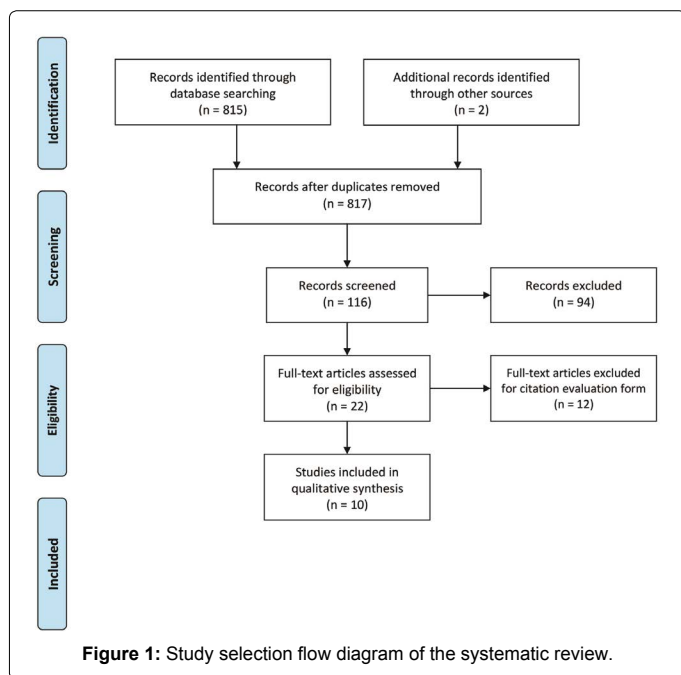 Identification
Records identified through
database searching
(n = 815)
Additional records identified
through other sources
(n = 2)
Records after duplicates removed
(n = 817)
Screening
Records screened
(n = 116)
Records excluded
(n = 94)
Eligibility
Full-text articles assessed
for eligibility
(n = 22)
Full-text articles excluded
for citation evaluation form
(n = 12)
Studies included in
qualitative synthesis
(n = 10)
Included
Figure 1: Study selection flow diagram of the systematic review.